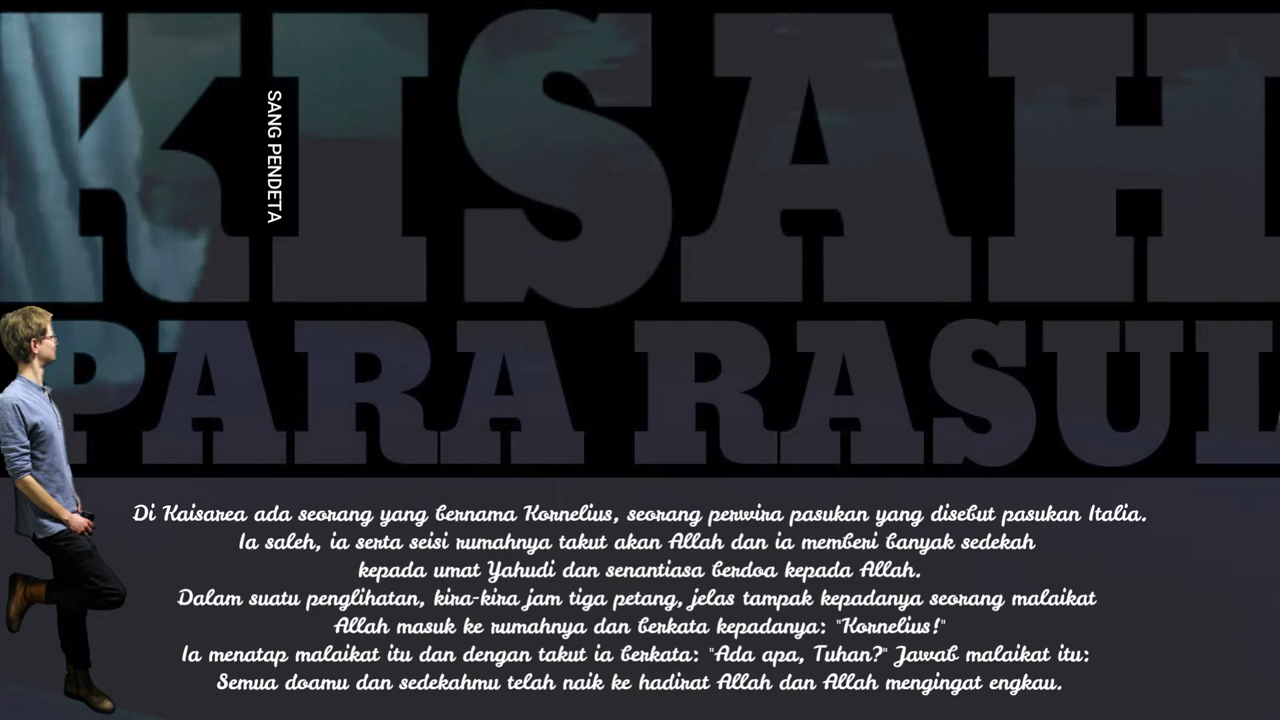 KISAH
SANG PENDETA
PARA RASUL
Di Kaisarea ada seorang yang bernama Kornelius, seorang perwira pasukan yang disebut pasukan Italia.
Ia saleh, ia serta seisi rumahnya takut akan Allah dan ia memberi banyak sedekah
kepada umat Yahudi dan senantiasa berdoa kepada Allah.
Dalam suatu penglihatan, kira-kira jam tiga petang, jelas tampak kepadanya seorang malaikat
Allah masuk ke rumahnya dan berkata kepadanya: "Kornelius!"
Ia menatap malaikat itu dan dengan takut ia berkata: "Ada apa, Tuhan?" Jawab malaikat itu:
Semua doamu dan sedekahmu telah naik ke hadirat Allah dan Allah mengingat engkau.